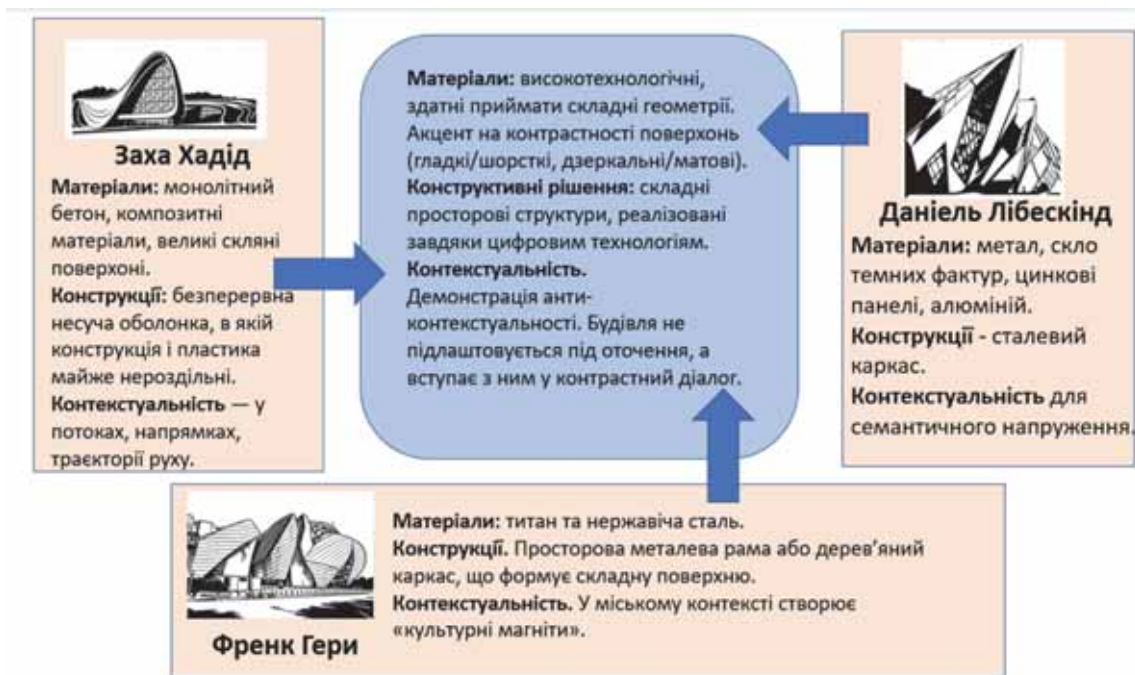 Заха Хадід
Матеріали: монолітний
бетон, композитні
матеріали, великі скляні
поверхоні.
Конструкції: безперервна
несуча оболонка, в якій
конструкція і пластика
майже нероздільні.
Контекстуальність — у
потоках, напрямках,
траєкторії руху.
Матеріали: високотехнологічні,
здатні приймати складні геометрії.
Акцент на контрастності поверхонь
(гладкі/шорсткі, дзеркальні/матові).
Конструктивні рішення: складні
просторові структури, реалізовані
завдяки цифровим технологіям.
Контекстуальність.
Демонстрація анти-
контекстуальності. Будівля не
підлаштовується під оточення, а
вступає з ним у контрастний діалог.
Даніель Лібескінд
Матеріали: метал, скло
темних фактур, цинкові
панелі, алюміній.
Конструкції - сталевий
каркас.
Контекстуальність для
семантичного напруження.
Френк Гери
Матеріали: титан та нержавіча сталь.
Конструкції. Просторова металева рама або дерев’яний
каркас, що формує складну поверхню.
Контекстуальність. У міському контексті створює
«культурні магніти».